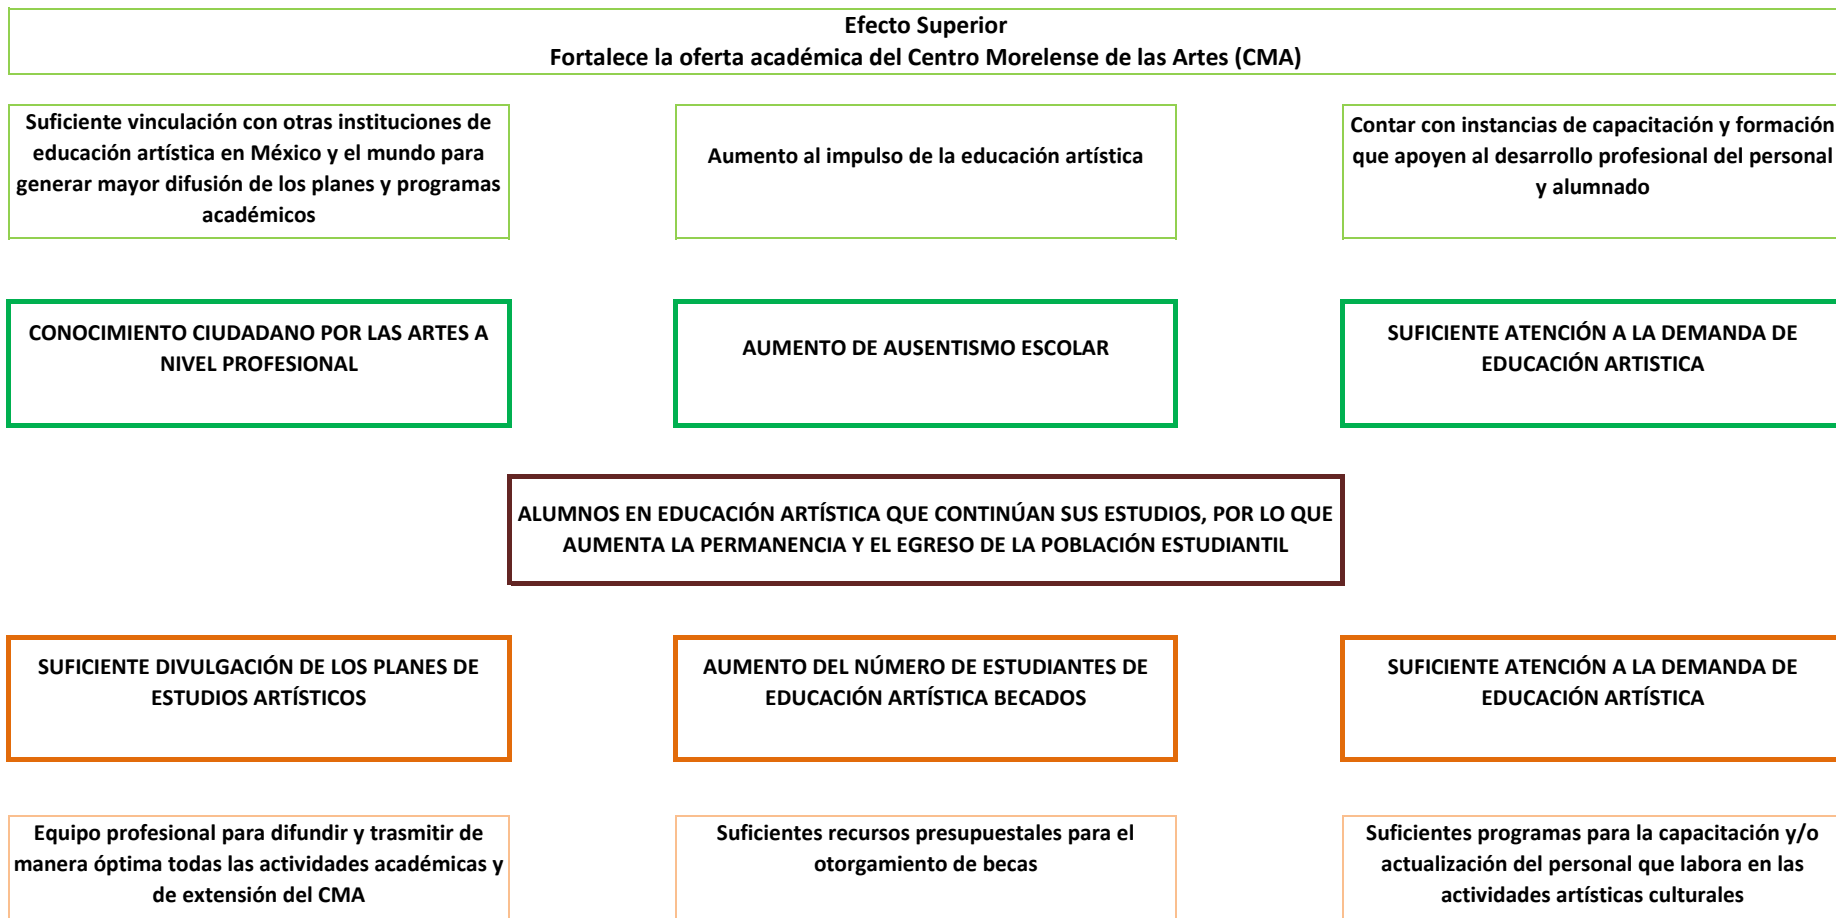 Efecto Superior
Fortalece la oferta académica del Centro Morelense de las Artes (CMA)
Suficiente vinculación con otras instituciones de
educación artística en México y el mundo para
generar mayor difusión de los planes y programas
académicos
Aumento al impulso de la educación artística
Contar con instancias de capacitación y formación
que apoyen al desarrollo profesional del personal
y alumnado
CONOCIMIENTO CIUDADANO POR LAS ARTES A
NIVEL PROFESIONAL
AUMENTO DE AUSENTISMO ESCOLAR
SUFICIENTE ATENCIÓN A LA DEMANDA DE
EDUCACIÓN ARTISTICA
ALUMNOS EN EDUCACIÓN ARTÍSTICA QUE CONTINÚAN SUS ESTUDIOS, POR LO QUE
AUMENTA LA PERMANENCIA Y EL EGRESO DE LA POBLACIÓN ESTUDIANTIL
SUFICIENTE DIVULGACIÓN DE LOS PLANES DE
ESTUDIOS ARTÍSTICOS
AUMENTO DEL NÚMERO DE ESTUDIANTES DE
EDUCACIÓN ARTÍSTICA BECADOS
SUFICIENTE ATENCIÓN A LA DEMANDA DE
EDUCACIÓN ARTÍSTICA
Equipo profesional para difundir y trasmitir de
manera óptima todas las actividades académicas y
de extensión del CMA
Suficientes recursos presupuestales para el
otorgamiento de becas
Suficientes programas para la capacitación y/o
actualización del personal que labora en las
actividades artísticas culturales